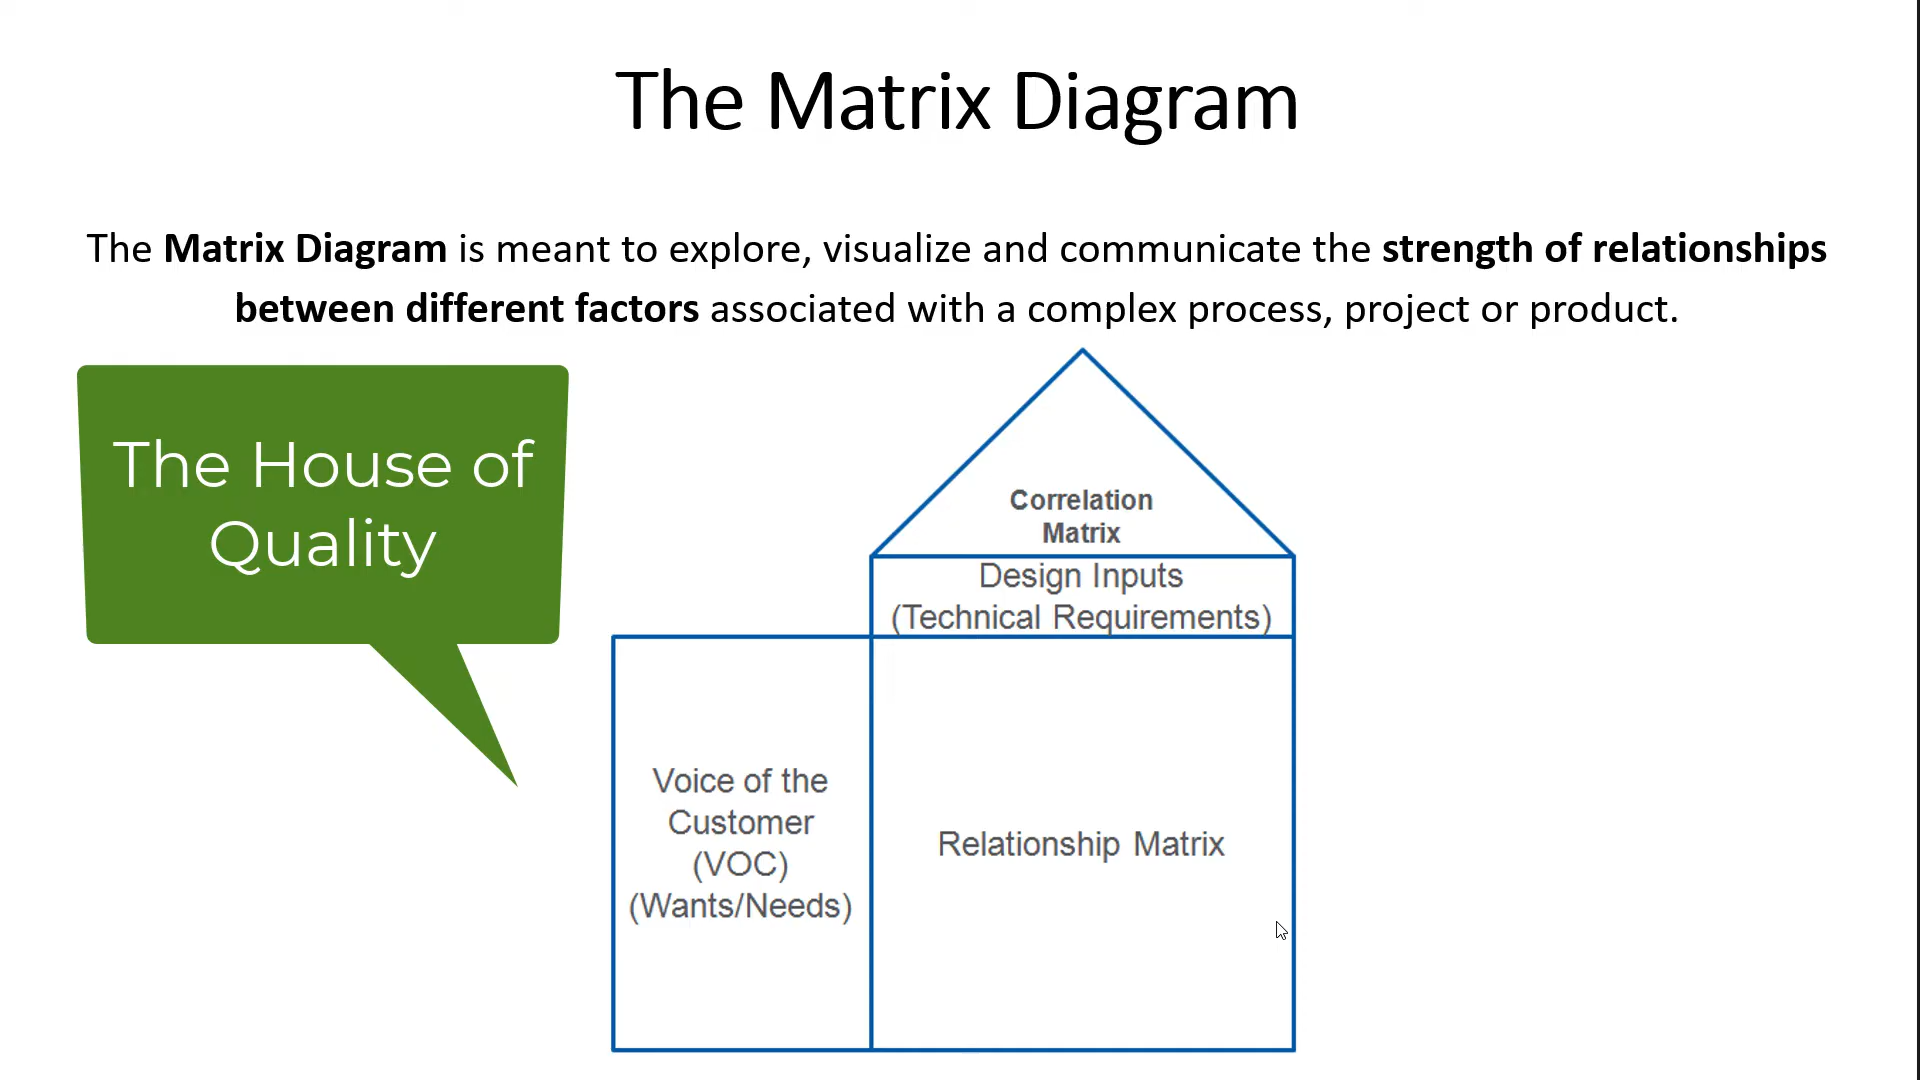 The Matrix Diagram
The Matrix Diagram is meant to explore, visualize and communicate the strength of relationships
between different factors associated with a complex process, project or product.
The House of
Quality
Correlation
Matrix
Design Inputs
(Technical Requirements)
Voice of the
Customer
(VOC)
(Wants/Needs)
Relationship Matrix